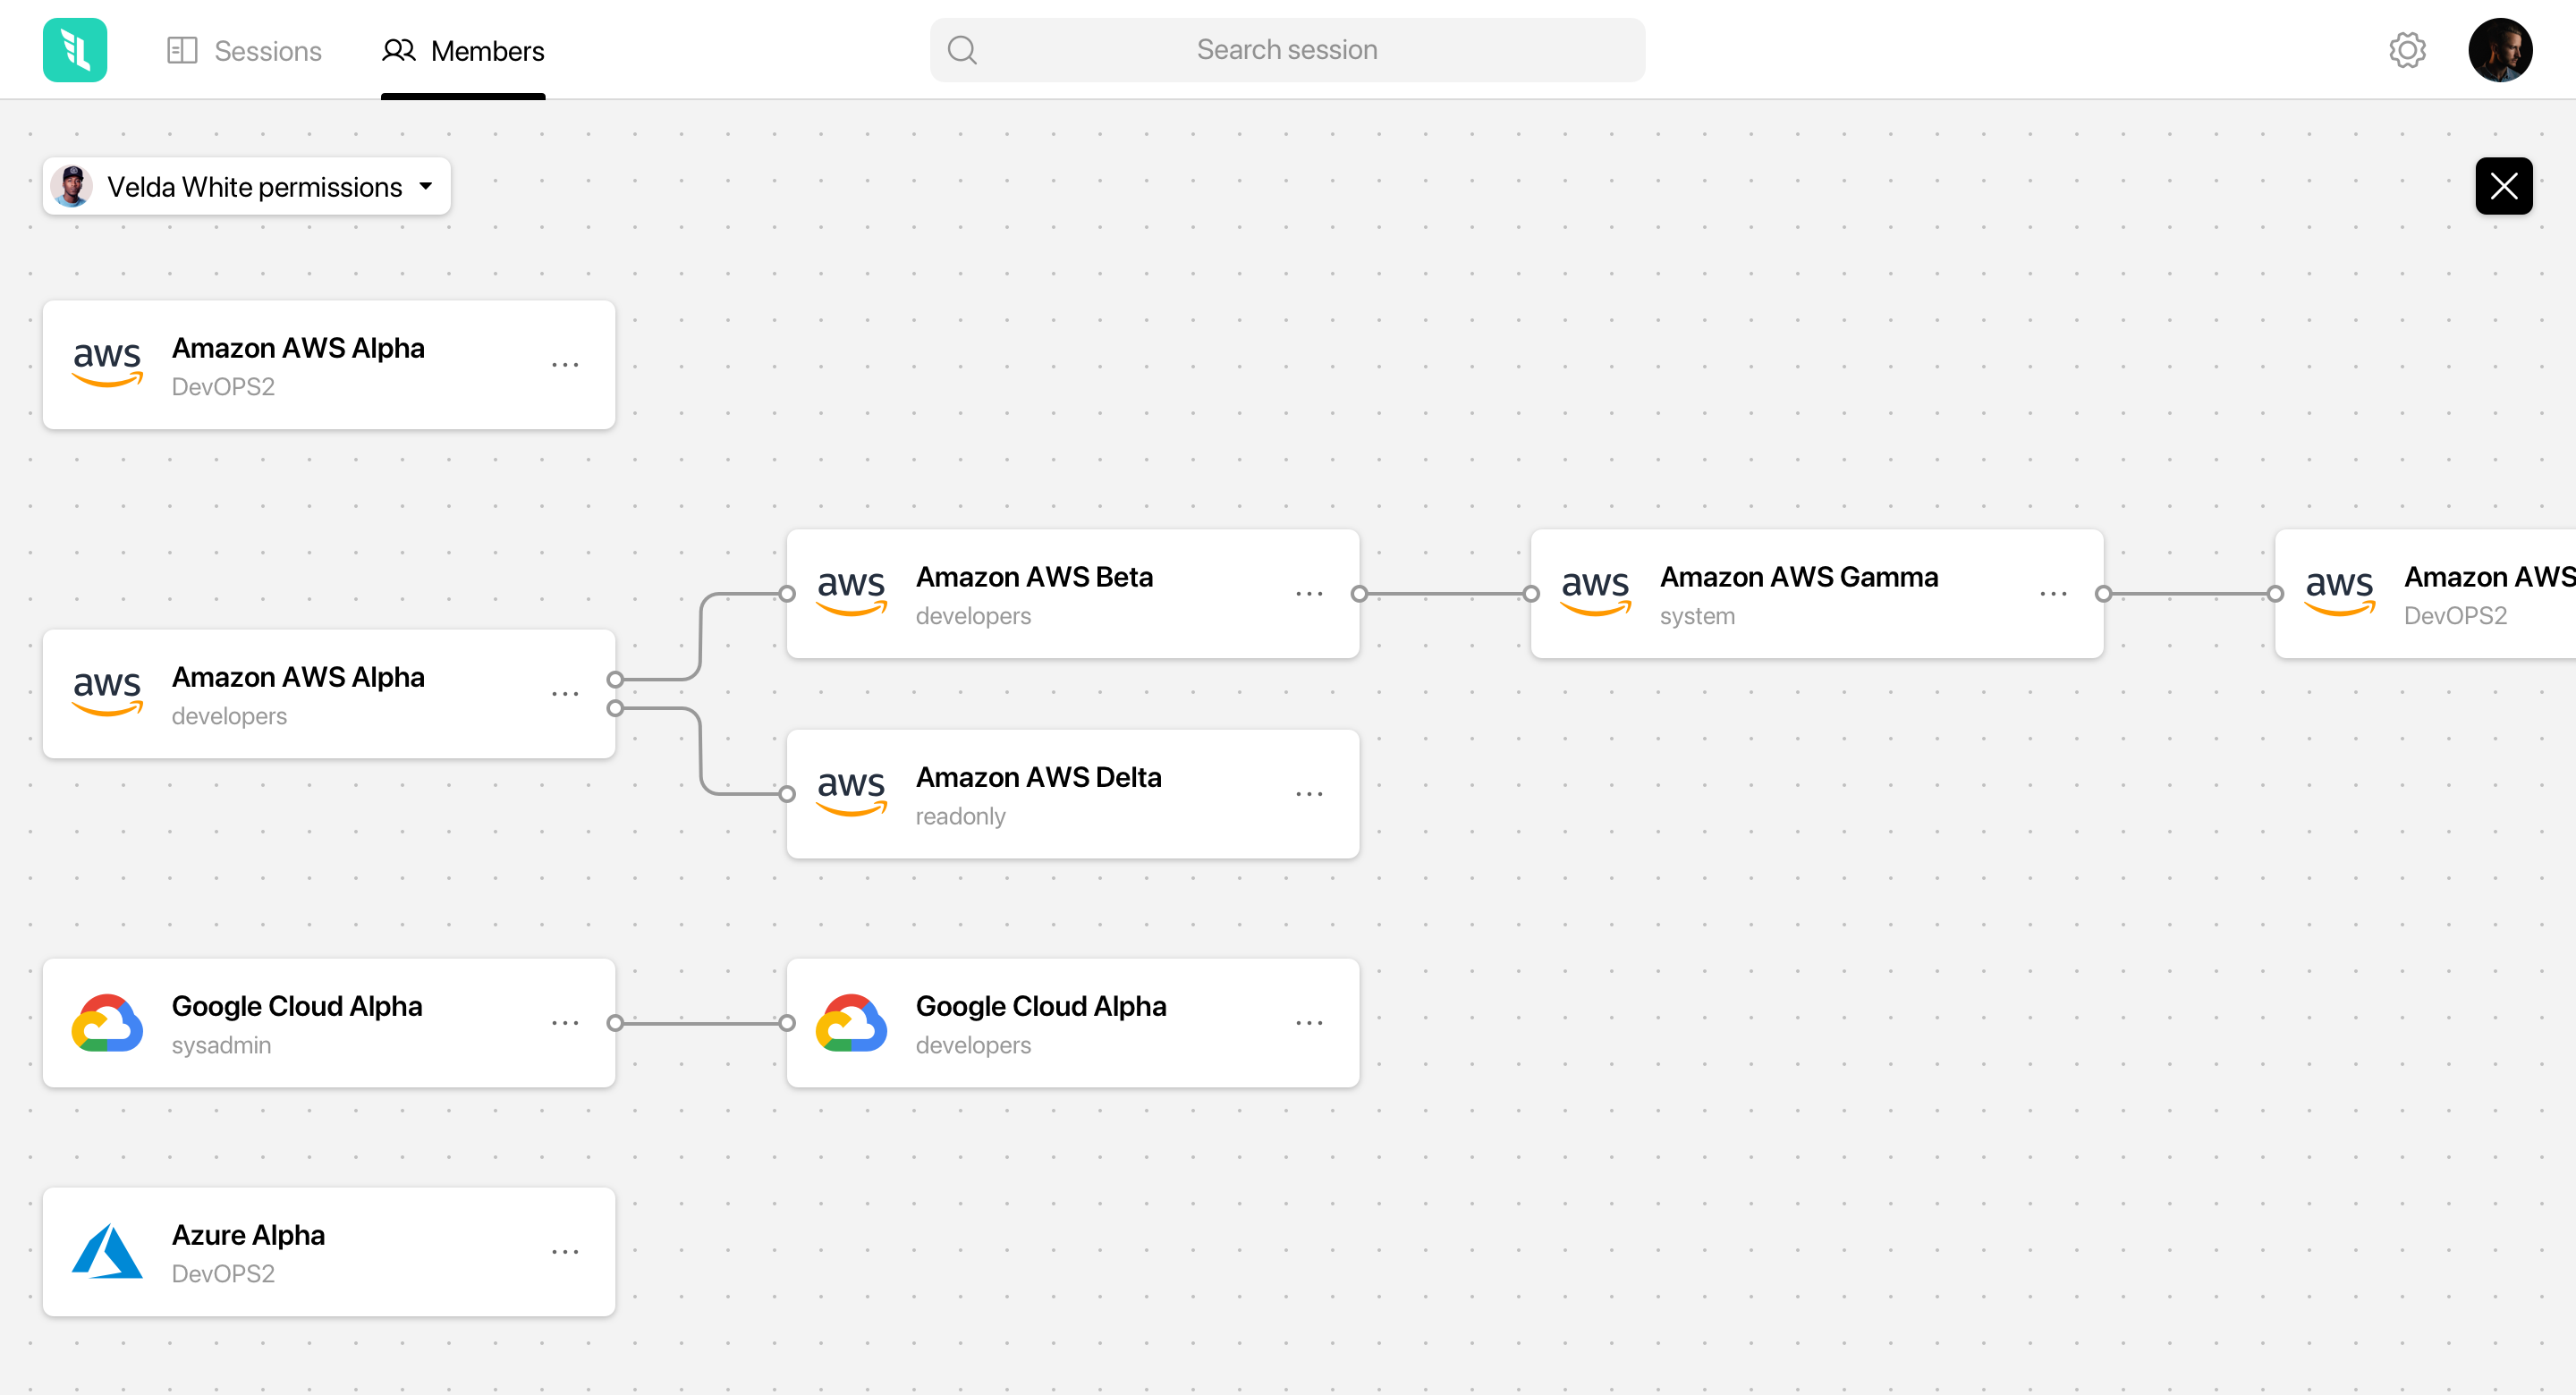 Sessions
Members
Search session
Velda White permissions
aws
Amazon AWS Alpha
DevOPS2
aws
Amazon AWS Alpha
developers
aws
Amazon AWS Beta
developers
aws
Amazon AWS Gamma
system
aws
Amazon AWS
DevOPS2
aws
Amazon AWS Delta
readonly
Google Cloud Alpha
sysadmin
Google Cloud Alpha
developers
Azure Alpha
DevOPS2